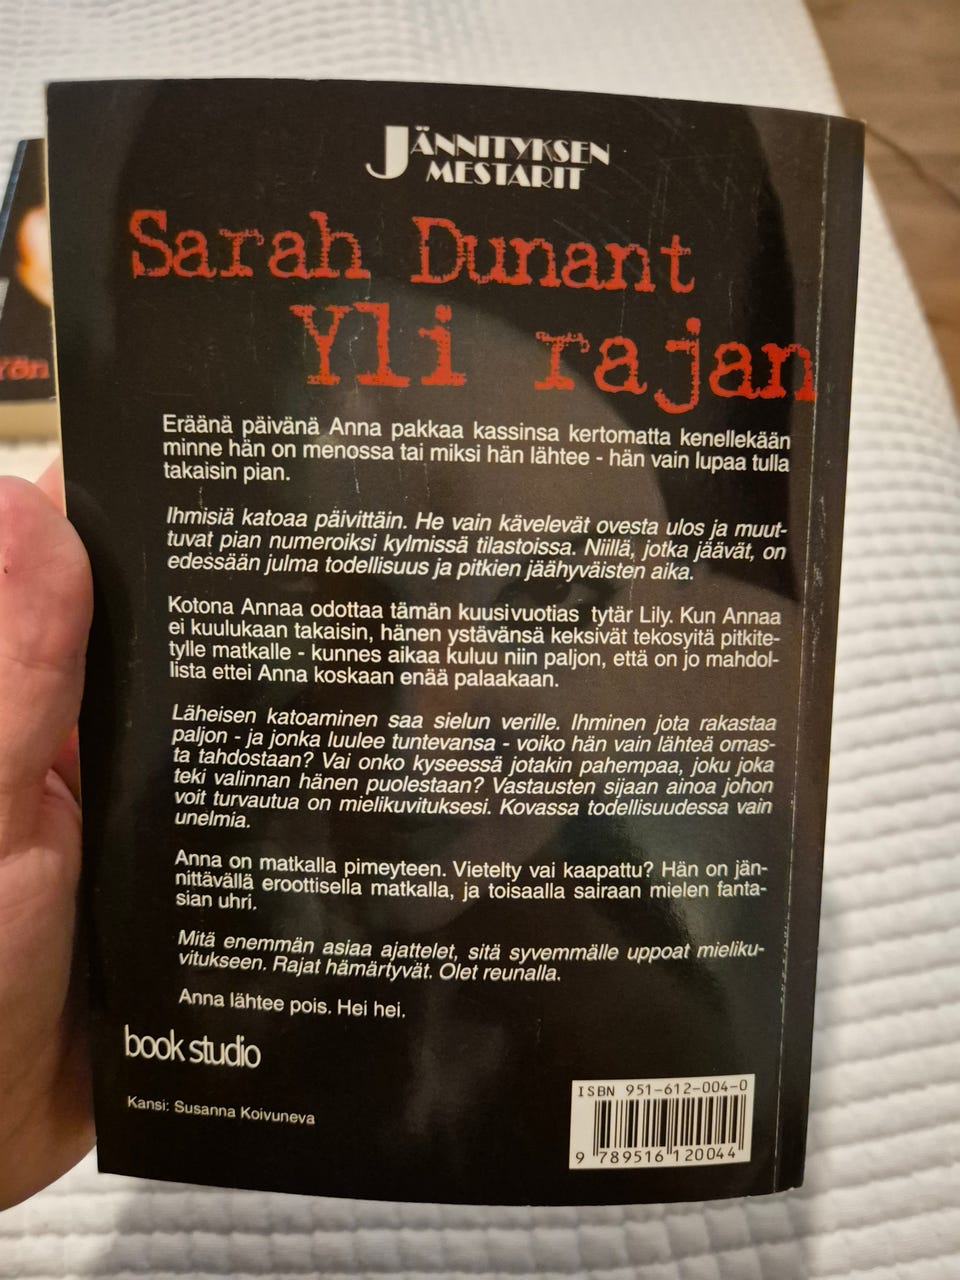 JÄNNITYKSEN
MESTARIT
Sarah Dunant
Yli rajan
Eräänä päivänä Anna pakkaa kassinsa kertomatta kenellekään
minne hän on menossa tai miksi hän lähtee - hän vain lupaa tulla
takaisin pian.
Ihmisiä katoaa päivittäin. He vain kävelevät ovesta ulos ja muut-
tuvat pian numeroiksi kylmissä tilastoissa. Niillä, jotka jäävät, on
edessään julma todellisuus ja pitkien jäähyväisten aika.
Kotona Annaa odottaa tämän kuusivuotias tytär Lily. Kun Annaa
ei kuulukaan takaisin, hänen ystävänsä keksivät tekosyitä pitkite-
tylle matkalle - kunnes aikaa kuluu niin paljon, että on jo mahdol-
lista ettei Anna koskaan enää palaakaan.
Läheisen katoaminen saa sielun verille. Ihminen jota rakastaa
paljon - ja jonka luulee tuntevansa - voiko hän vain lähteä omas-
ta tahdostaan? Vai onko kyseessä jotakin pahempaa, joku joka
teki valinnan hänen puolestaan? Vastausten sijaan ainoa johon
voit turvautua on mielikuvituksesi. Kovassa todellisuudessa vain
unelmia.
Anna on matkalla pimeyteen. Vietelty vai kaapattu? Hän on jän-
nittävällä eroottisella matkalla, ja toisaalla sairaan mielen fanta-
sian uhri.
Mitä enemmän asiaa ajattelet, sitä syvemmälle uppoat mieliku-
vitukseen. Rajat hämärtyvät. Olet reunalla.
Anna lähtee pois. Hei hei.
book studio
Kansi: Susanna Koivuneva
ISBN 951-612-004-0
9 789516 120044